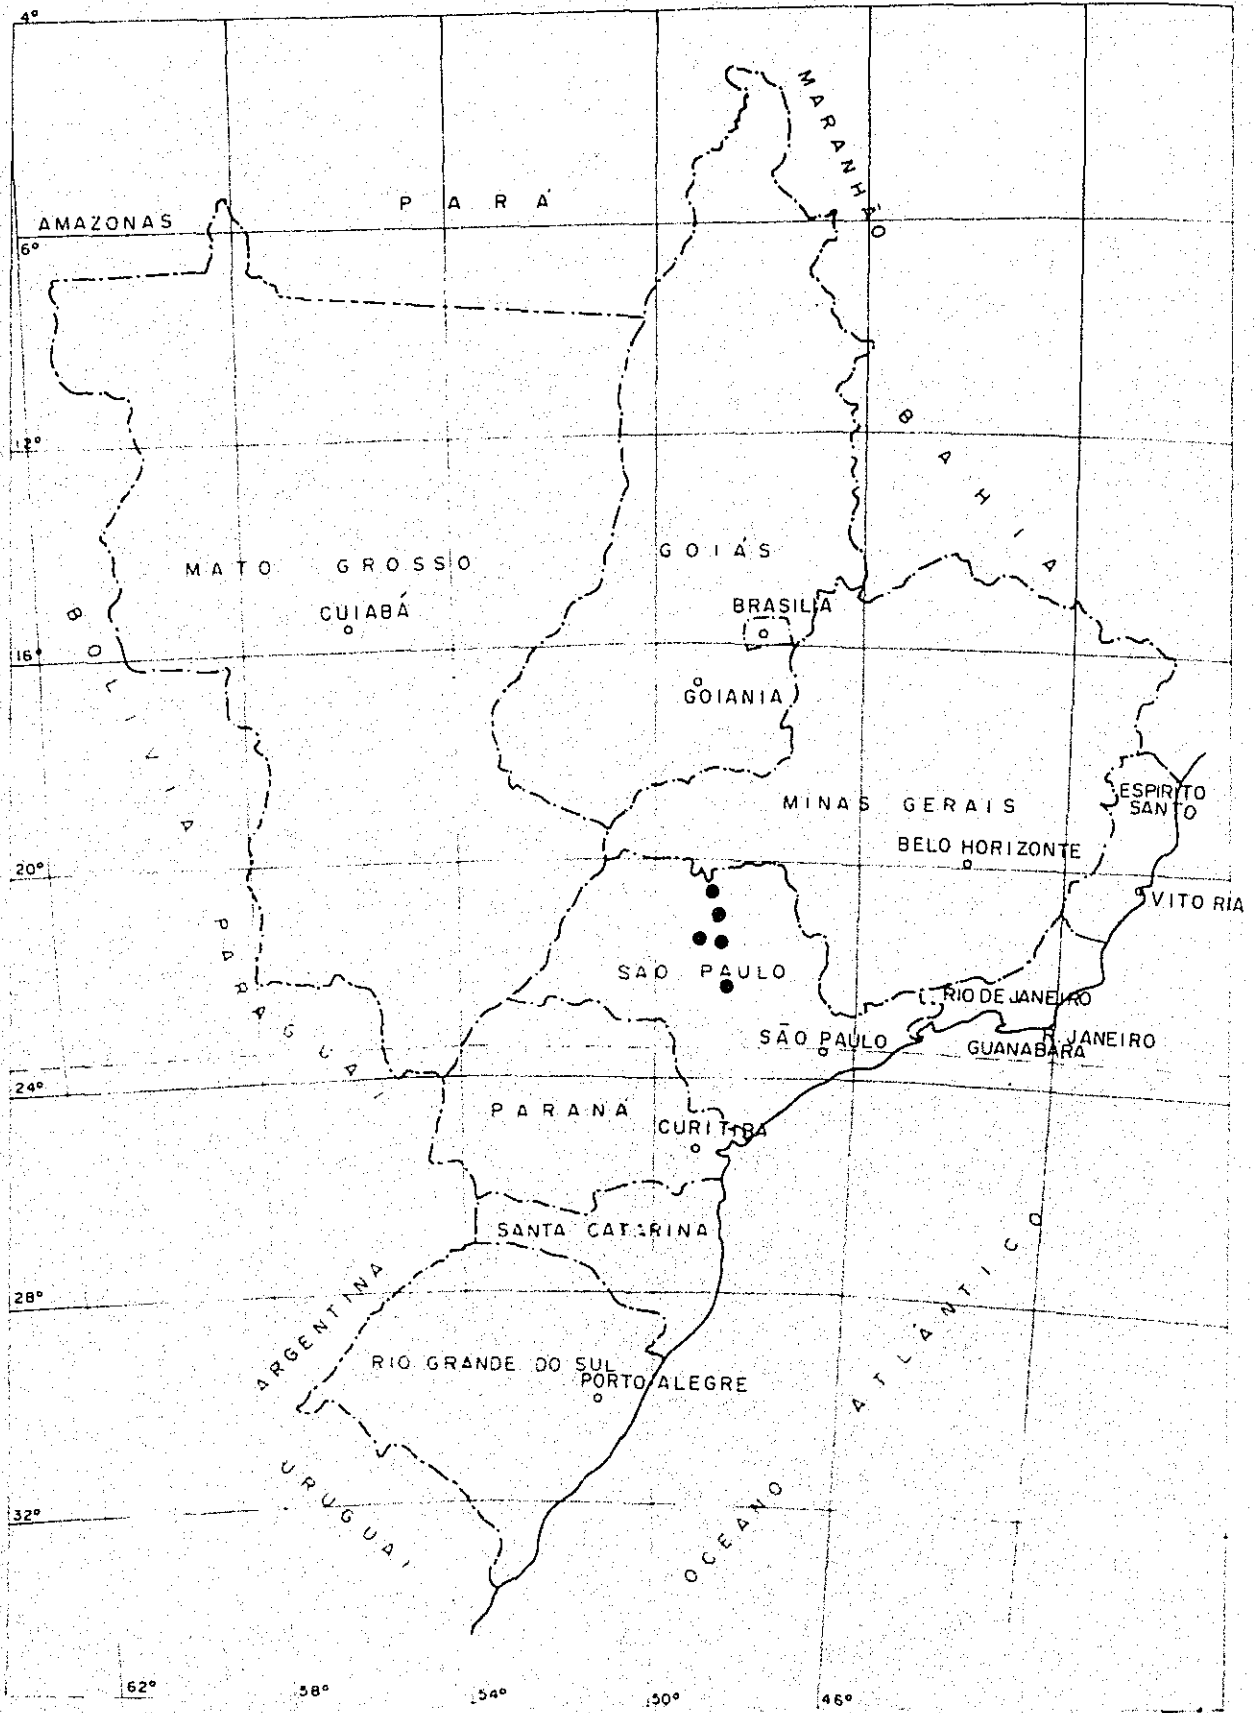 4°
MARANHÃO
PARÁ
AMAZONAS
6°
12°
BAHIA
GOIÁS
MATO GROSSO
BRASILIA
CUIABÁ
BOLIVIA
16°
GOIANIA
ESPIRITO
SANTO
MINAS GERAIS
BELO HORIZONTE
20°
VITORIA
PARAGUAI
SAO PAULO
RIO DE JANEIRO
SÃO PAULO
R. JANEIRO
GUANABARA
24°
PARANÁ
CURITIBA
SANTA CATARINA
ARGENTINA
28°
RIO GRANDE DO SUL
PORTO ALEGRE
OCEANO ATLÁNTICO
URUGUAI
32°
62°
58°
54°
50°
46°